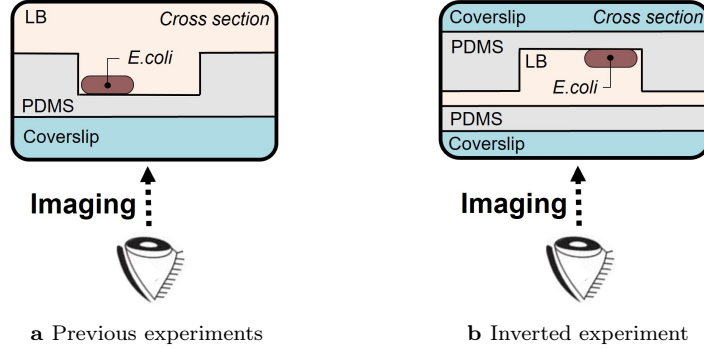 LB Cross section
E.coli
PDMS
Coverslip
Imaging
a Previous experiments
Coverslip Cross section
PDMS
LB
E.coli
PDMS
Coverslip
Imaging
b Inverted experiment